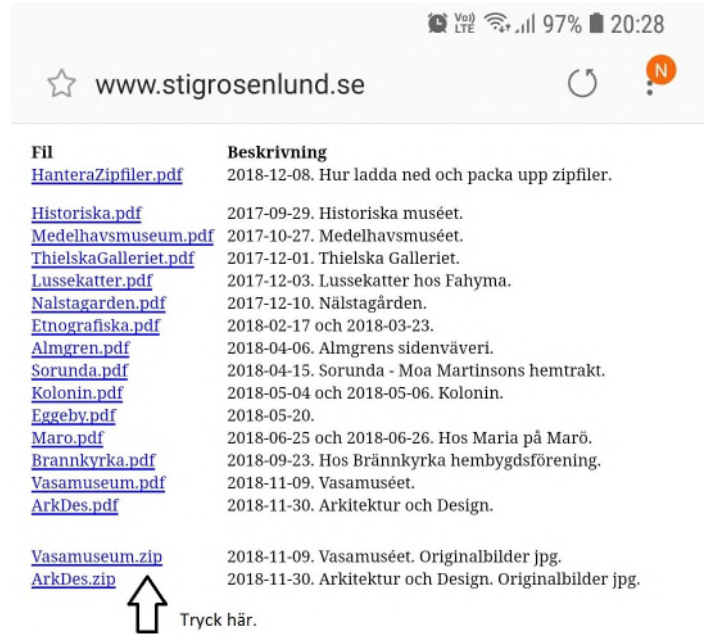 Vo)) LTE 97% 20:28
www.stigrosenlund.se N
Fil Beskrivning
HanteraZipfiler.pdf 2018-12-08. Hur ladda ned och packa upp zipfiler.
Historiska.pdf 2017-09-29. Historiska muséet.
Medelhavsmuseum.pdf 2017-10-27. Medelhavsmuséet.
ThielskaGalleriet.pdf 2017-12-01. Thielska Galleriet.
Lussekatter.pdf 2017-12-03. Lussekatter hos Fahyma.
Nalstagarden.pdf 2017-12-10. Nälstagården.
Etnografiska.pdf 2018-02-17 och 2018-03-23.
Almgren.pdf 2018-04-06. Almgrens sidenväveri.
Sorunda.pdf 2018-04-15. Sorunda - Moa Martinsons hemtrakt.
Kolonin.pdf 2018-05-04 och 2018-05-06. Kolonin.
Eggeby.pdf 2018-05-20.
Maro.pdf 2018-06-25 och 2018-06-26. Hos Maria på Marö.
Brannkyrka.pdf 2018-09-23. Hos Brännkyrka hembygdsförening.
Vasamuseum.pdf 2018-11-09. Vasamuséet.
ArkDes.pdf 2018-11-30. Arkitektur och Design.
Vasamuseum.zip 2018-11-09. Vasamuséet. Originalbilder jpg.
ArkDes.zip 2018-11-30. Arkitektur och Design. Originalbilder jpg.
Tryck här.